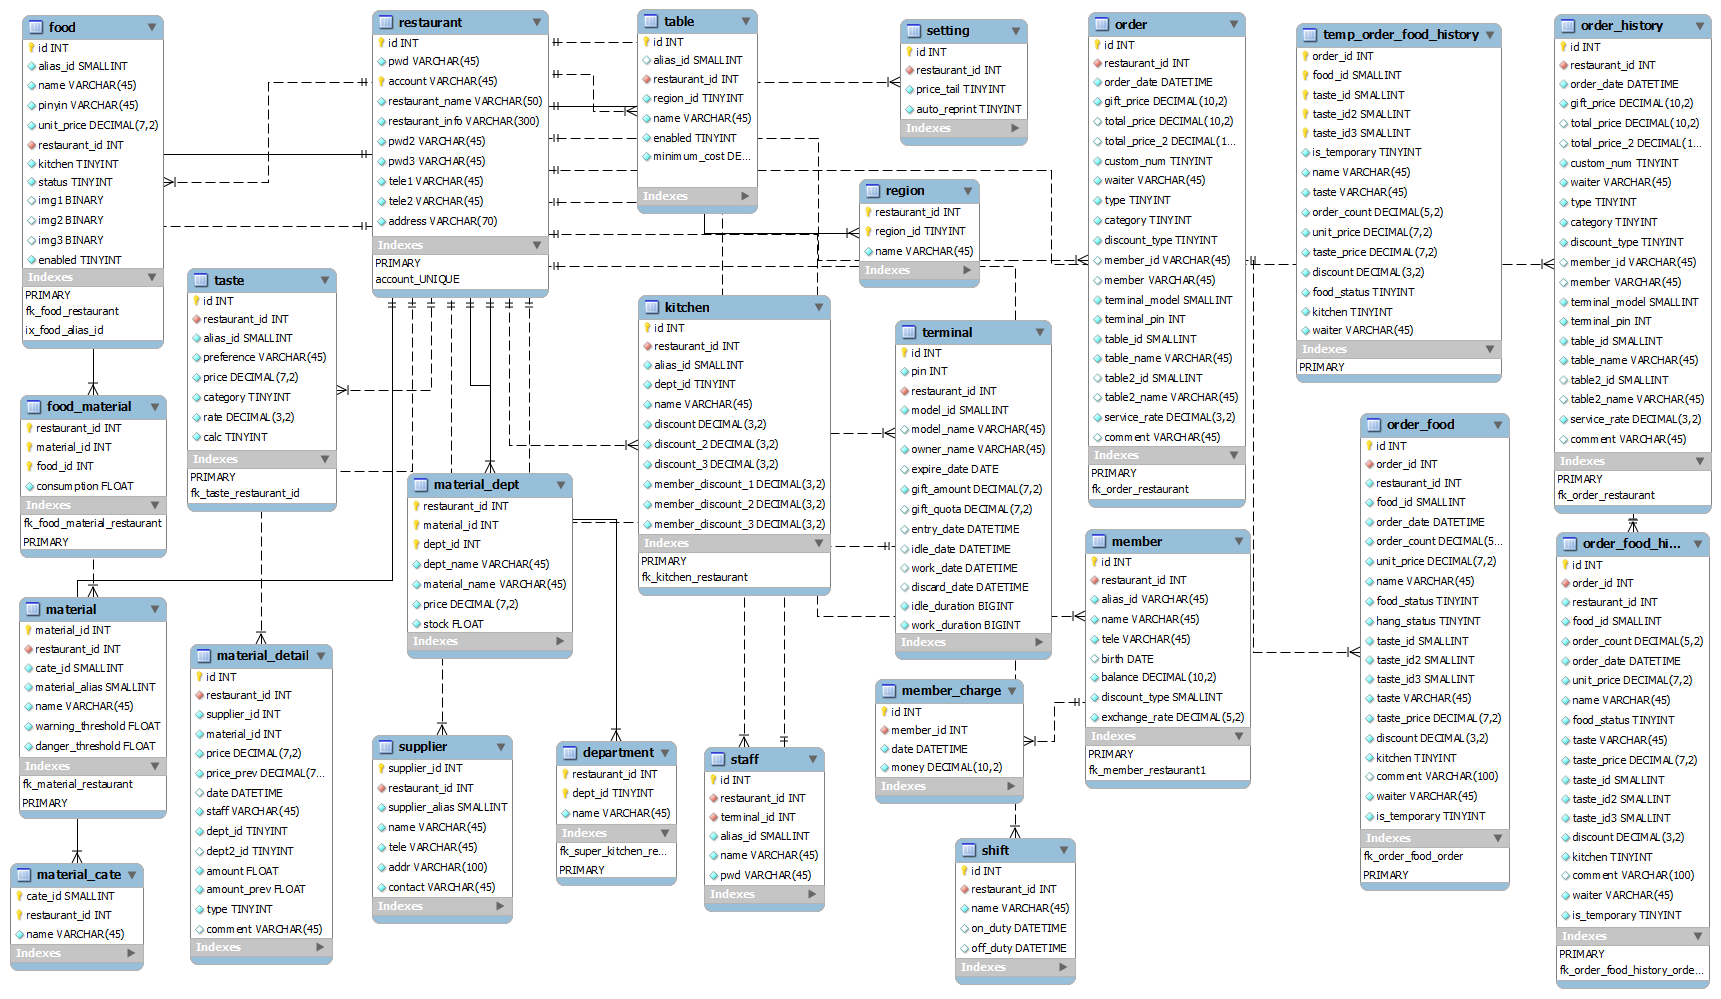 food
id INT
alias_id SMALLINT
name VARCHAR(45)
pinyin VARCHAR(45)
unit_price DECIMAL(7,2)
restaurant_id INT
kitchen TINYINT
status TINYINT
img1 BINARY
img2 BINARY
img3 BINARY
enabled TINYINT
Indexes
PRIMARY
fk_food_restaurant
ix_food_alias_id
restaurant
id INT
pwd VARCHAR(45)
account VARCHAR(45)
restaurant_name VARCHAR(50)
restaurant_info VARCHAR(300)
pwd2 VARCHAR(45)
pwd3 VARCHAR(45)
tele1 VARCHAR(45)
tele2 VARCHAR(45)
address VARCHAR(70)
Indexes
PRIMARY
account_UNIQUE
table
id INT
alias_id SMALLINT
restaurant_id INT
region_id TINYINT
name VARCHAR(45)
enabled TINYINT
minimum_cost DE...
Indexes
setting
id INT
restaurant_id INT
price_tail TINYINT
auto_reprint TINYINT
Indexes
region
restaurant_id INT
region_id TINYINT
name VARCHAR(45)
Indexes
order
id INT
restaurant_id INT
order_date DATETIME
gift_price DECIMAL(10,2)
total_price DECIMAL(10,2)
total_price_2 DECIMAL(1...
custom_num TINYINT
waiter VARCHAR(45)
type TINYINT
category TINYINT
discount_type TINYINT
member_id VARCHAR(45)
member VARCHAR(45)
terminal_model SMALLINT
terminal_pin INT
table_id SMALLINT
table_name VARCHAR(45)
table2_id SMALLINT
table2_name VARCHAR(45)
service_rate DECIMAL(3,2)
comment VARCHAR(45)
Indexes
PRIMARY
fk_order_restaurant
temp_order_food_history
order_id INT
food_id SMALLINT
taste_id SMALLINT
taste_id2 SMALLINT
taste_id3 SMALLINT
is_temporary TINYINT
name VARCHAR(45)
taste VARCHAR(45)
order_count DECIMAL(5,2)
unit_price DECIMAL(7,2)
taste_price DECIMAL(7,2)
discount DECIMAL(3,2)
food_status TINYINT
kitchen TINYINT
waiter VARCHAR(45)
Indexes
PRIMARY
order_history
id INT
restaurant_id INT
order_date DATETIME
gift_price DECIMAL(10,2)
total_price DECIMAL(10,2)
total_price_2 DECIMAL(1...
custom_num TINYINT
waiter VARCHAR(45)
type TINYINT
category TINYINT
discount_type TINYINT
member_id VARCHAR(45)
member VARCHAR(45)
terminal_model SMALLINT
terminal_pin INT
table_id SMALLINT
table_name VARCHAR(45)
table2_id SMALLINT
table2_name VARCHAR(45)
service_rate DECIMAL(3,2)
comment VARCHAR(45)
Indexes
PRIMARY
fk_order_restaurant
taste
id INT
restaurant_id INT
alias_id SMALLINT
preference VARCHAR(45)
price DECIMAL(7,2)
category TINYINT
rate DECIMAL(3,2)
calc TINYINT
Indexes
PRIMARY
fk_taste_restaurant_id
kitchen
id INT
restaurant_id INT
alias_id SMALLINT
dept_id TINYINT
name VARCHAR(45)
discount DECIMAL(3,2)
discount_2 DECIMAL(3,2)
discount_3 DECIMAL(3,2)
member_discount_1 DECIMAL(3,2)
member_discount_2 DECIMAL(3,2)
member_discount_3 DECIMAL(3,2)
Indexes
PRIMARY
fk_kitchen_restaurant
terminal
id INT
pin INT
restaurant_id INT
model_id SMALLINT
model_name VARCHAR(45)
owner_name VARCHAR(45)
expire_date DATE
gift_amount DECIMAL(7,2)
gift_quota DECIMAL(7,2)
entry_date DATETIME
idle_date DATETIME
work_date DATETIME
discard_date DATETIME
idle_duration BIGINT
work_duration BIGINT
Indexes
food_material
restaurant_id INT
material_id INT
food_id INT
consumption FLOAT
Indexes
fk_food_material_restaurant
PRIMARY
material_dept
restaurant_id INT
material_id INT
dept_id INT
dept_name VARCHAR(45)
material_name VARCHAR(45)
price DECIMAL(7,2)
stock FLOAT
Indexes
order_food
id INT
order_id INT
restaurant_id INT
food_id SMALLINT
order_date DATETIME
order_count DECIMAL(5...
unit_price DECIMAL(7,2)
name VARCHAR(45)
food_status TINYINT
hang_status TINYINT
taste_id SMALLINT
taste_id2 SMALLINT
taste_id3 SMALLINT
taste VARCHAR(45)
taste_price DECIMAL(7,2)
discount DECIMAL(3,2)
kitchen TINYINT
comment VARCHAR(100)
waiter VARCHAR(45)
is_temporary TINYINT
Indexes
fk_order_food_order
PRIMARY
member
id INT
restaurant_id INT
alias_id VARCHAR(45)
name VARCHAR(45)
tele VARCHAR(45)
birth DATE
balance DECIMAL(10,2)
discount_type SMALLINT
exchange_rate DECIMAL(5,2)
Indexes
PRIMARY
fk_member_restaurant1
order_food_hi...
id INT
order_id INT
restaurant_id INT
food_id SMALLINT
order_count DECIMAL(5,2)
order_date DATETIME
unit_price DECIMAL(7,2)
name VARCHAR(45)
food_status TINYINT
taste VARCHAR(45)
taste_price DECIMAL(7,2)
taste_id SMALLINT
taste_id2 SMALLINT
taste_id3 SMALLINT
discount DECIMAL(3,2)
kitchen TINYINT
comment VARCHAR(100)
waiter VARCHAR(45)
is_temporary TINYINT
Indexes
PRIMARY
fk_order_food_history_orde...
material
material_id INT
restaurant_id INT
cate_id SMALLINT
material_alias SMALLINT
name VARCHAR(45)
warning_threshold FLOAT
danger_threshold FLOAT
Indexes
fk_material_restaurant
PRIMARY
material_detail
id INT
restaurant_id INT
supplier_id INT
material_id INT
price DECIMAL(7,2)
price_prev DECIMAL(7...
date DATETIME
staff VARCHAR(45)
dept_id TINYINT
dept2_id TINYINT
amount FLOAT
amount_prev FLOAT
type TINYINT
comment VARCHAR(45)
Indexes
member_charge
id INT
member_id INT
date DATETIME
money DECIMAL(10,2)
Indexes
supplier
supplier_id INT
restaurant_id INT
supplier_alias SMALLINT
name VARCHAR(45)
tele VARCHAR(45)
addr VARCHAR(100)
contact VARCHAR(45)
Indexes
department
restaurant_id INT
dept_id TINYINT
name VARCHAR(45)
Indexes
fk_super_kitchen_re...
PRIMARY
staff
id INT
restaurant_id INT
terminal_id INT
alias_id SMALLINT
name VARCHAR(45)
pwd VARCHAR(45)
Indexes
shift
id INT
restaurant_id INT
name VARCHAR(45)
on_duty DATETIME
off_duty DATETIME
Indexes
material_cate
cate_id SMALLINT
restaurant_id INT
name VARCHAR(45)
Indexes